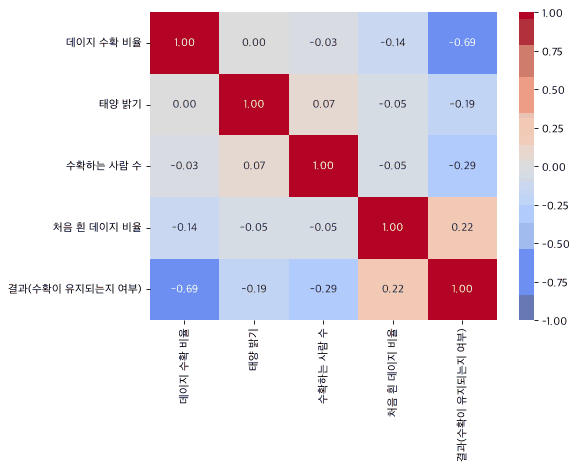 데이지 수확 비율 1.00 0.00 -0.03 -0.14 -0.69
태양 밝기 0.00 1.00 0.07 -0.05 -0.19
수확하는 사람 수 -0.03 0.07 1.00 -0.05 -0.29
처음 흰 데이지 비율 -0.14 -0.05 -0.05 1.00 0.22
결과(수확이 유지되는지 여부) -0.69 -0.19 -0.29 0.22 1.00
데이지 수확 비율
태양 밝기
수확하는 사람 수
처음 흰 데이지 비율
결과(수확이 유지되는지 여부)
1.00
0.75
0.50
0.25
0.00
-0.25
-0.50
-0.75
-1.00